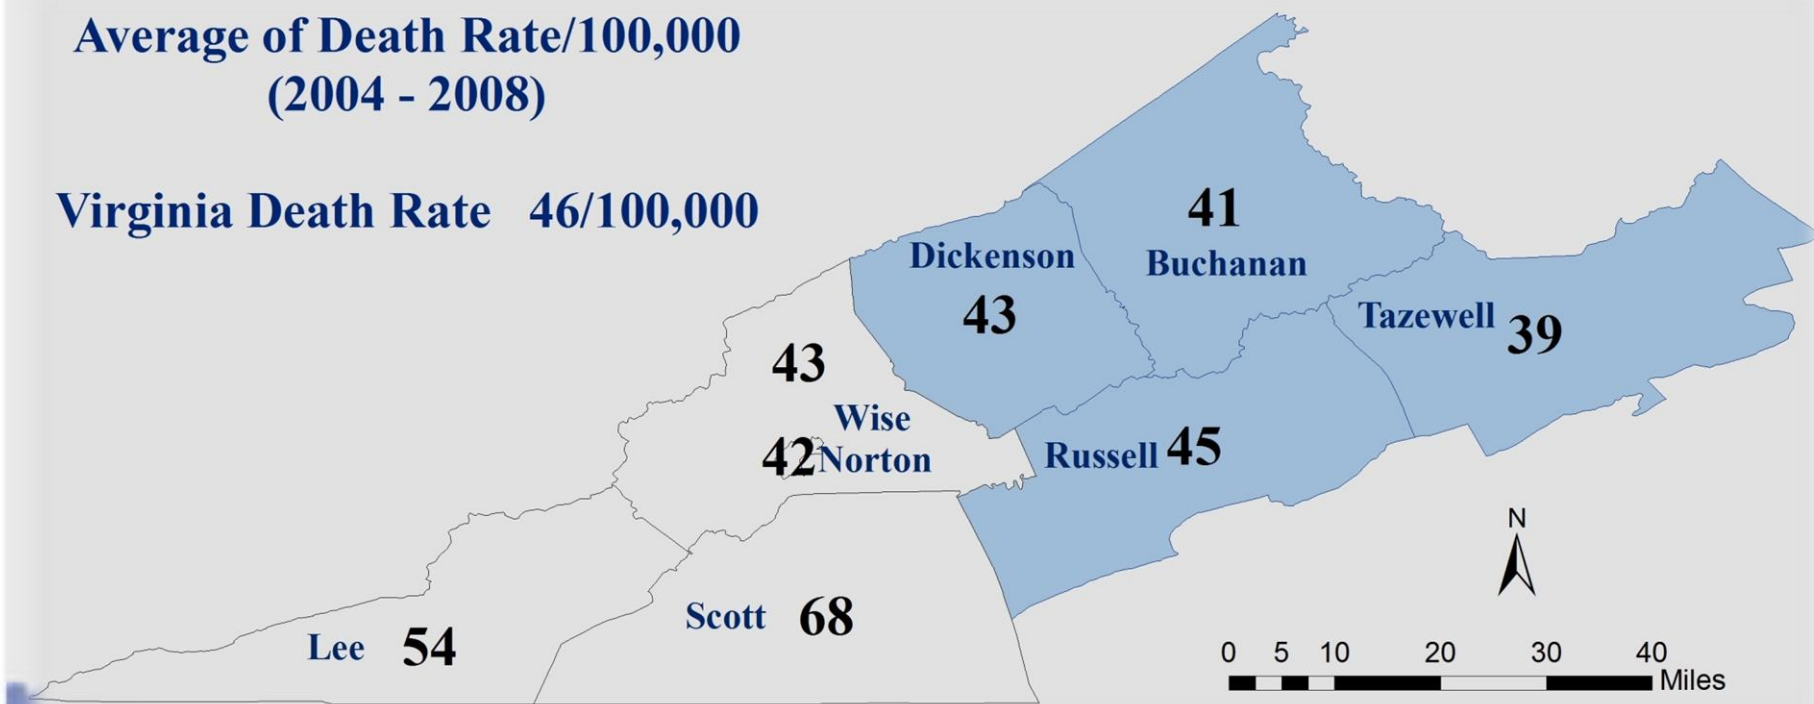 Average of Death Rate/100,000
(2004 - 2008)
Virginia Death Rate 46/100,000
41
Buchanan
Dickenson
43
Tazewell 39
43
Wise
42 Norton
Russell 45
Scott 68
Lee 54
N
0 5 10 20 30 40
Miles